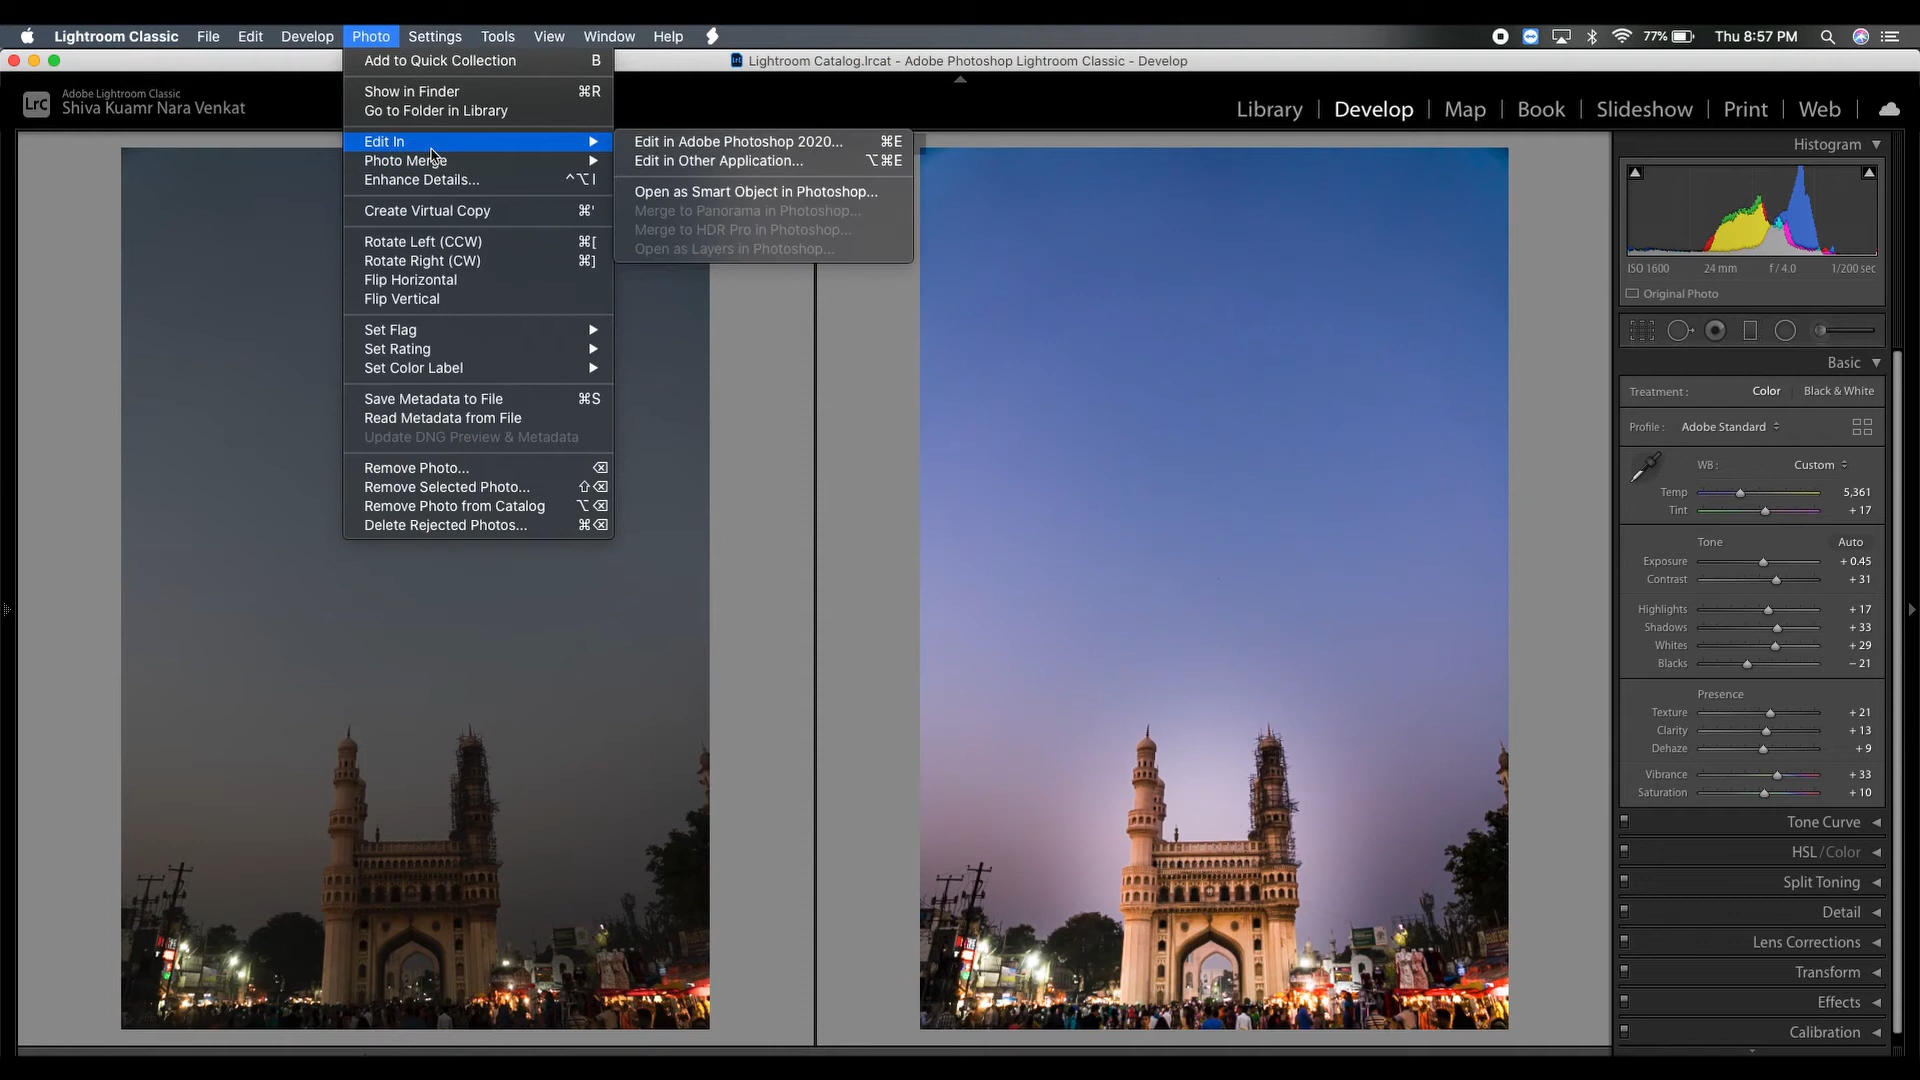 Lightroom Classic File Edit Develop Photo Settings Tools View Window Help 77% Thu 8:57 PM
Lightroom Catalog.lrcat - Adobe Photoshop Lightroom Classic - Develop
LrC Adobe Lightroom Classic
Shiva Kuamr Nara Venkat
Library | Develop | Map | Book | Slideshow | Print | Web
Add to Quick Collection B
Show in Finder ⌘R
Go to Folder in Library
Edit In
Photo Merge
Enhance Details... ^⌥I
Create Virtual Copy ⌘'
Rotate Left (CCW) ⌘[
Rotate Right (CW) ⌘]
Flip Horizontal
Flip Vertical
Set Flag
Set Rating
Set Color Label
Save Metadata to File ⌘S
Read Metadata from File
Update DNG Preview & Metadata
Remove Photo... ⌫
Remove Selected Photo... ⇧⌫
Remove Photo from Catalog ⌥⌫
Delete Rejected Photos... ⌘⌫
Edit in Adobe Photoshop 2020... ⌘E
Edit in Other Application... ⌥⌘E
Open as Smart Object in Photoshop...
Merge to Panorama in Photoshop...
Merge to HDR Pro in Photoshop...
Open as Layers in Photoshop...
Histogram
ISO 1600 24 mm f / 4.0 1/200 sec
Original Photo
Basic
Treatment : Color Black & White
Profile : Adobe Standard
WB : Custom
Temp 5,361
Tint + 17
Tone Auto
Exposure + 0.45
Contrast + 31
Highlights + 17
Shadows + 33
Whites + 29
Blacks − 21
Presence
Texture + 21
Clarity + 13
Dehaze + 9
Vibrance + 33
Saturation + 10
Tone Curve
HSL / Color
Split Toning
Detail
Lens Corrections
Transform
Effects
Calibration